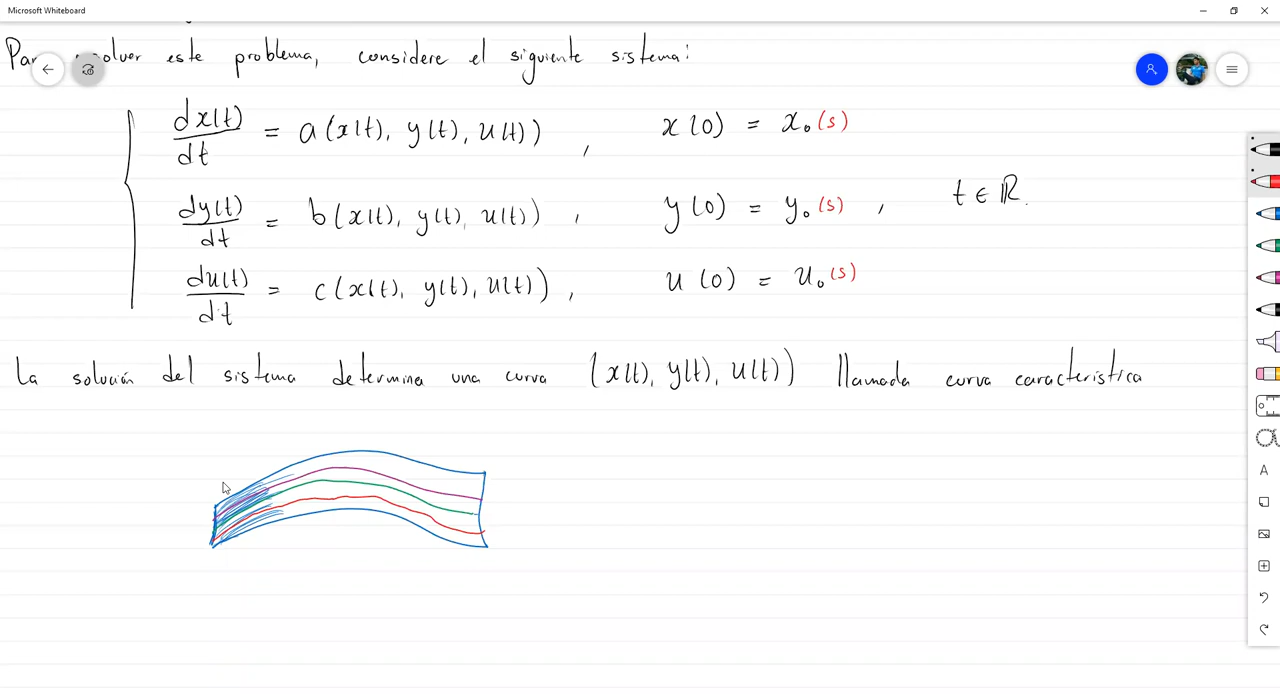 Microsoft Whiteboard
Para resolver este problema, considere el siguiente sistema:
dx(t)/dt = a(x(t), y(t), u(t)), x(0) = x₀(s)
dy(t)/dt = b(x(t), y(t), u(t)), y(0) = y₀(s), t ∈ ℝ.
du(t)/dt = c(x(t), y(t), u(t)), u(0) = u₀(s)
La solución del sistema determina una curva (x(t), y(t), u(t)) llamada curva característica